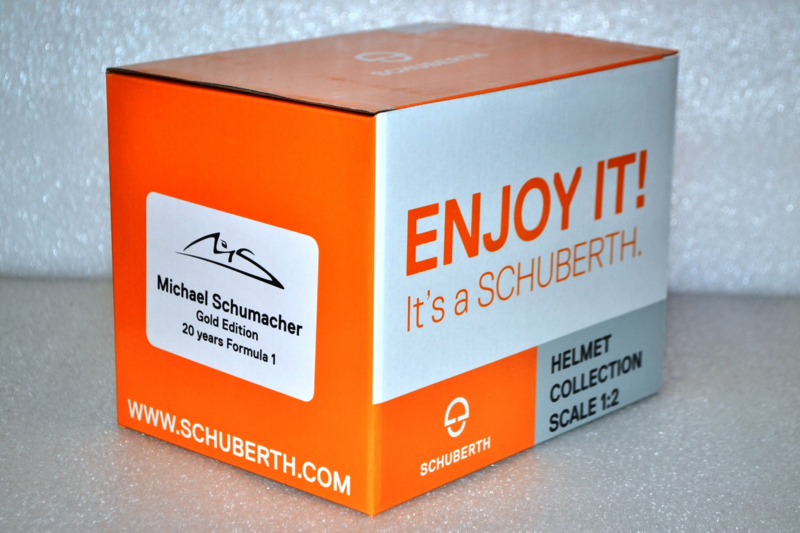 SCHUBERTH
Michael Schumacher
Gold Edition
20 years Formula 1
WWW.SCHUBERTH.COM
ENJOY IT!
It's a SCHUBERTH.
SCHUBERTH
HELMET
COLLECTION
SCALE 1:2